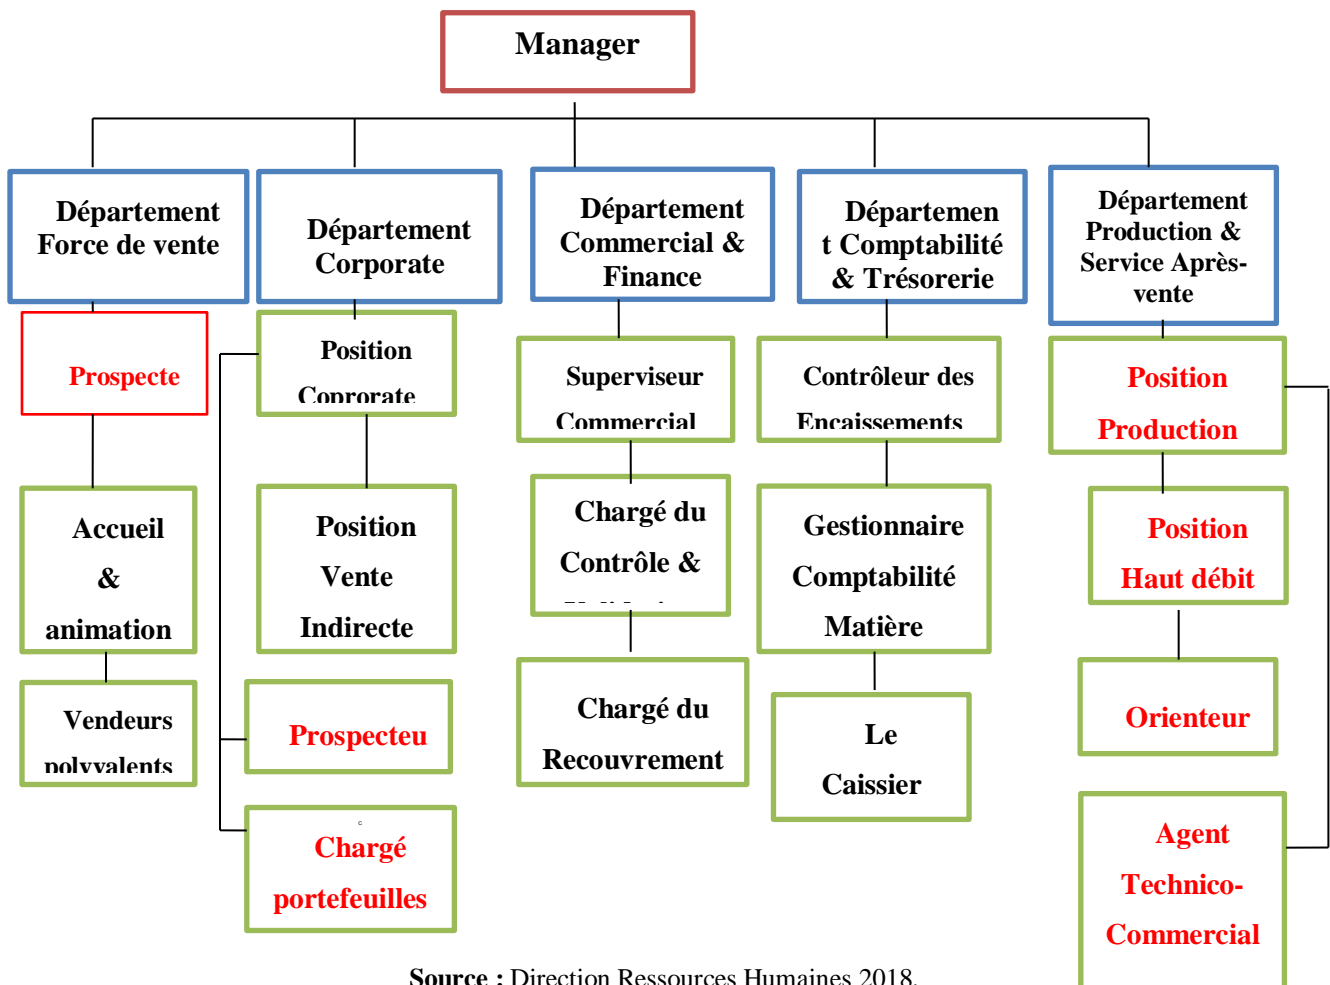 Manager
Département
Force de vente
Département
Corporate
Département
Commercial &
Finance
Départemen
t Comptabilité
& Trésorerie
Département
Production &
Service Après-
vente
Prospecte
Position
Coprorate
Superviseur
Commercial
Contrôleur des
Encaissements
Position
Production
Accueil
&
animation
Position
Vente
Indirecte
Chargé du
Contrôle &
Gestionnaire
Comptabilité
Matière
Position
Haut débit
Vendeurs
polyvalents
Prospecteu
Chargé du
Recouvrement
Le
Caissier
Orienteur
C
Chargé
portefeuilles
Agent
Technico-
Commercial
Source : Direction Ressources Humaines 2018.